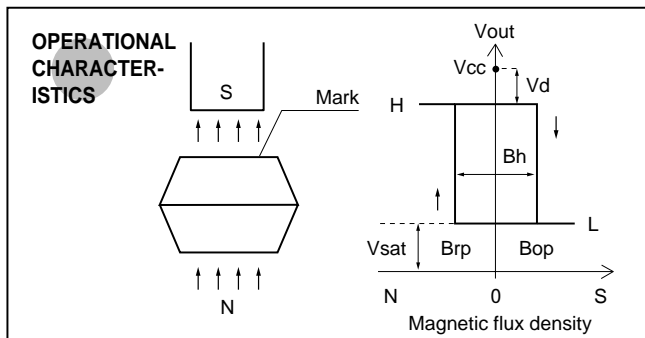 OPERATIONAL
CHARACTER-
ISTICS
S
Mark
N
Vout
Vcc
Vd
H
Bh
L
Vsat
Brp
Bop
N
0
S
Magnetic flux density